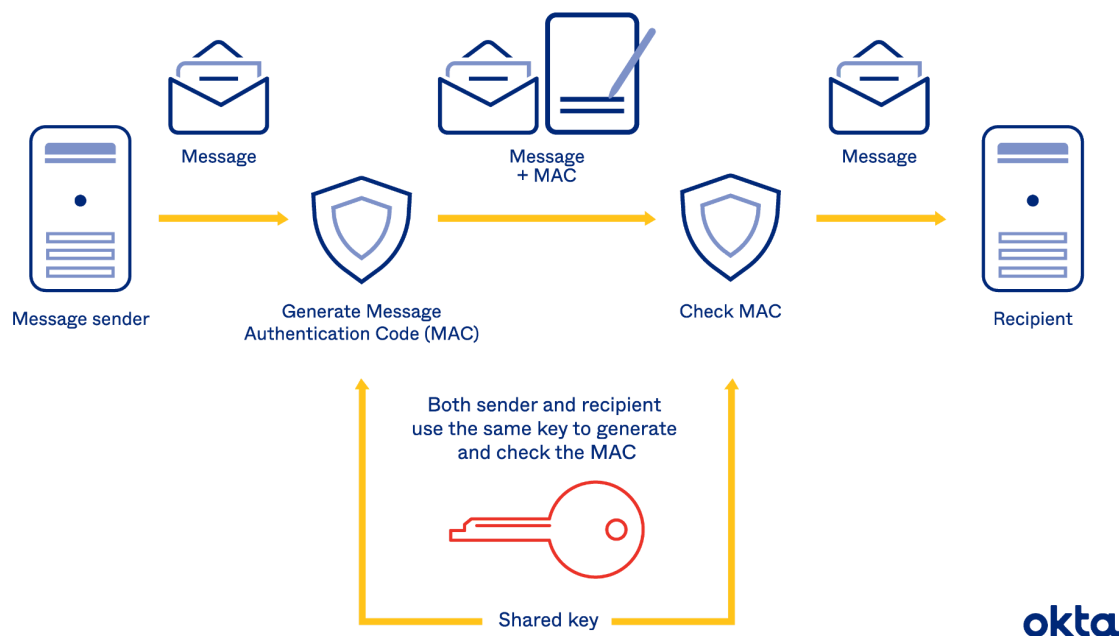 Message
Message
+ MAC
Message
Message sender
Generate Message
Authentication Code (MAC)
Check MAC
Recipient
Both sender and recipient
use the same key to generate
and check the MAC
Shared key
okta